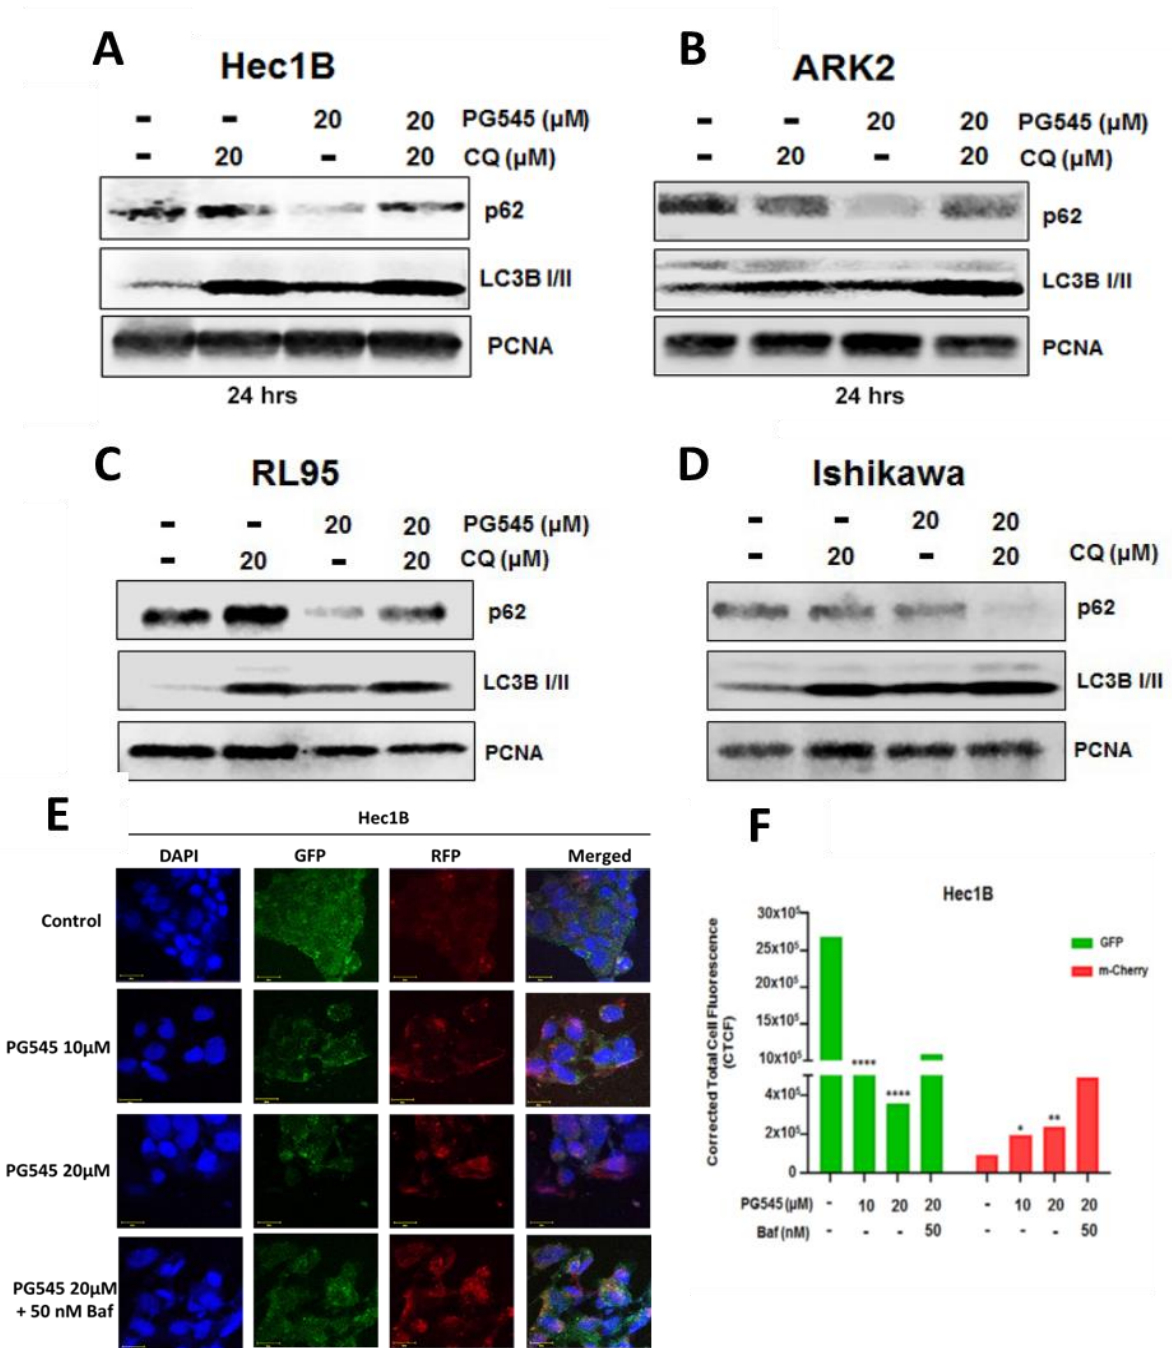 A
Hec1B
- - 20 20 PG545 (µM)
- 20 - 20 CQ (µM)
p62
LC3B I/II
PCNA
24 hrs
B
ARK2
- - 20 20 PG545 (µM)
- 20 - 20 CQ (µM)
p62
LC3B I/II
PCNA
24 hrs
C
RL95
- - 20 20 PG545 (µM)
- 20 - 20 CQ (µM)
p62
LC3B I/II
PCNA
D
Ishikawa
- - 20 20
- 20 - 20 CQ (µM)
p62
LC3B I/II
PCNA
E
Hec1B
DAPI GFP RFP Merged
Control
PG545 10µM
PG545 20µM
PG545 20µM
+ 50 nM Baf
F
Hec1B
Corrected Total Cell Fluorescence
(CTCF)
30x10⁵
25x10⁵
20x10⁵
15x10⁵
10x10⁵
4x10⁵
2x10⁵
0
**** **** * **
GFP
m-Cherry
PG545 (µM) - 10 20 20 - 10 20 20
Baf (nM) - - - 50 - - - 50